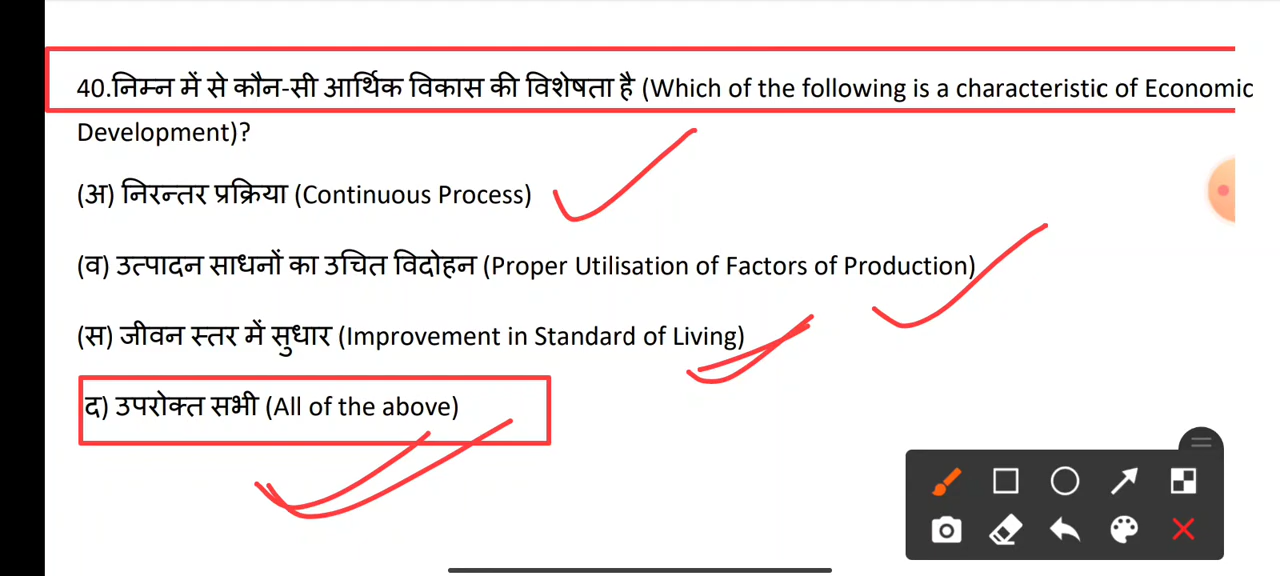 40.निम्न में से कौन-सी आर्थिक विकास की विशेषता है (Which of the following is a characteristic of Economic
Development)?
(अ) निरन्तर प्रक्रिया (Continuous Process)
(व) उत्पादन साधनों का उचित विदोहन (Proper Utilisation of Factors of Production)
(स) जीवन स्तर में सुधार (Improvement in Standard of Living)
द) उपरोक्त सभी (All of the above)